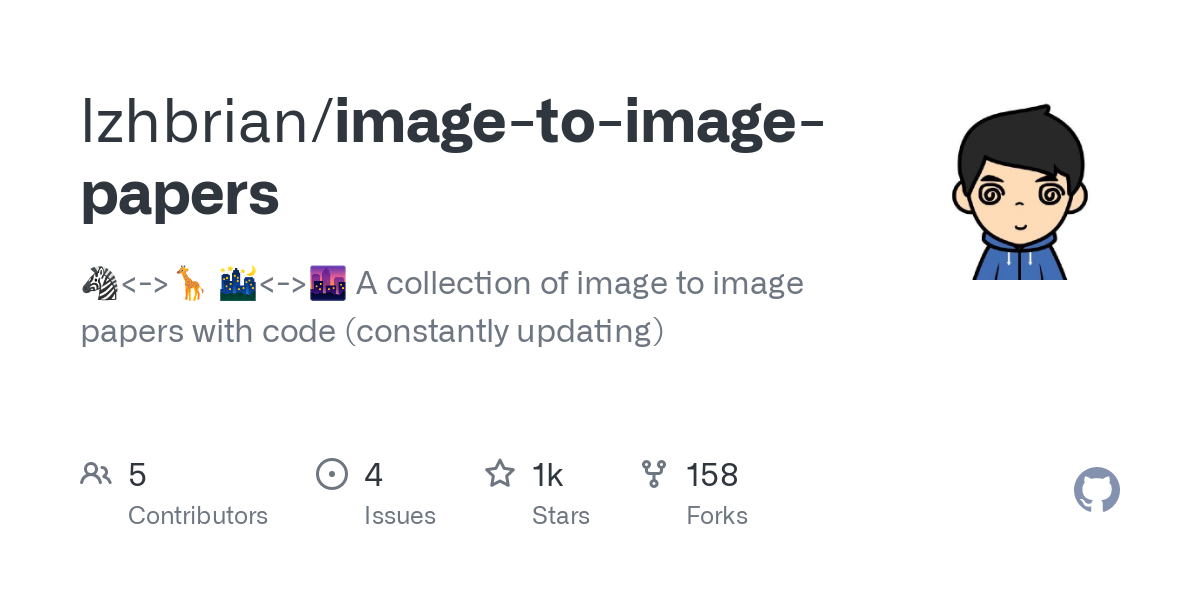 lzhbrian/image-to-image-
papers
🦓<->🦒 🌃<->🌆 A collection of image to image
papers with code (constantly updating)
5 4 1k 158
Contributors Issues Stars Forks